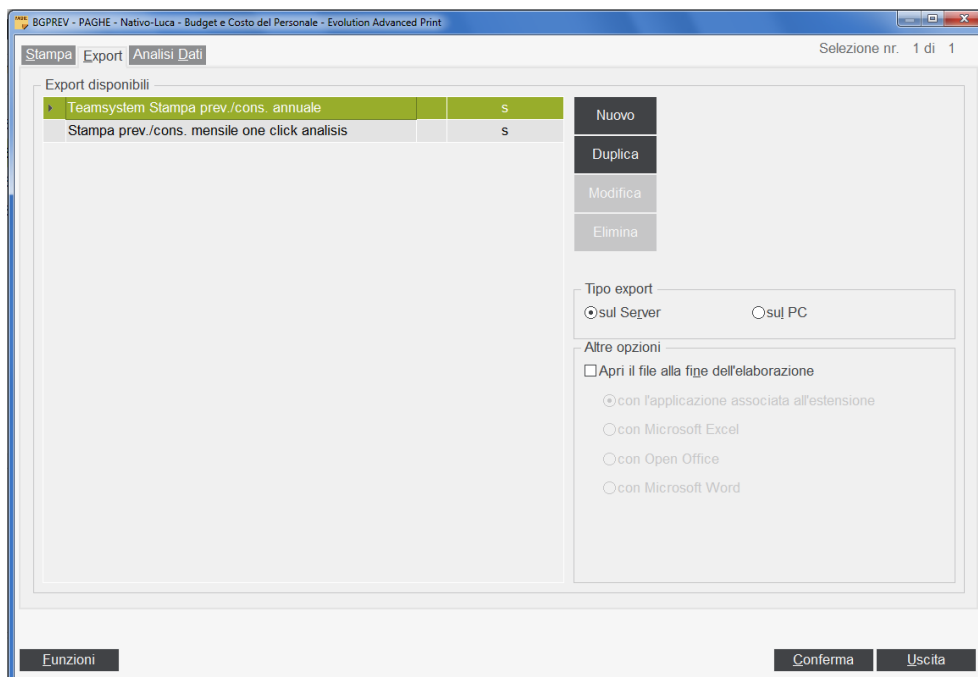 BGPREV - PAGHE - Nativo-Luca - Budget e Costo del Personale - Evolution Advanced Print
Stampa Export Analisi Dati
Selezione nr. 1 di 1
Export disponibili
Teamsystem Stampa prev./cons. annuale s
Stampa prev./cons. mensile one click analisis s
Nuovo
Duplica
Modifica
Elimina
Tipo export
sul Server sul PC
Altre opzioni
Apri il file alla fine dell'elaborazione
con l'applicazione associata all'estensione
con Microsoft Excel
con Open Office
con Microsoft Word
Funzioni Conferma Uscita